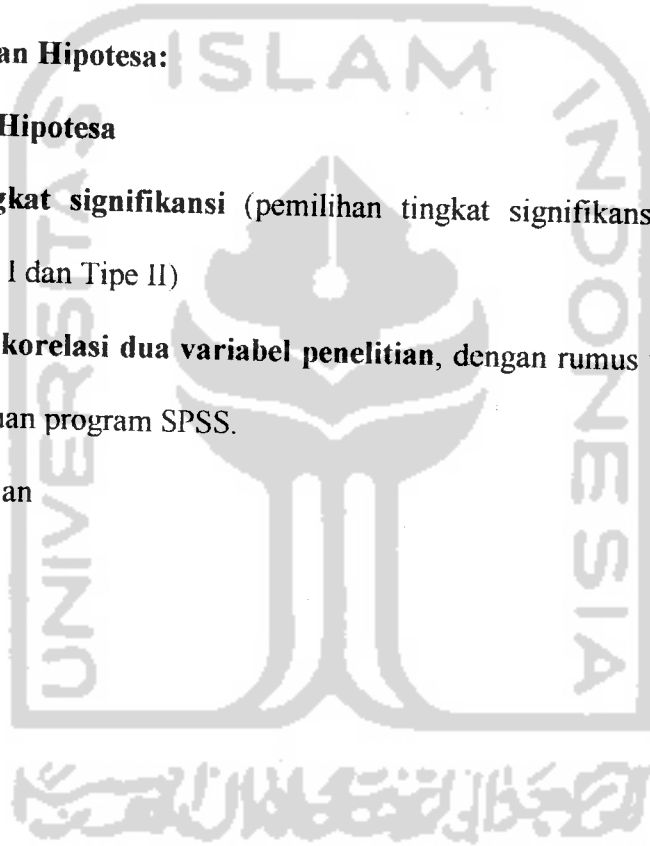 an Hipotesa:
Hipotesa
gkat signifikansi (pemilihan tingkat signifikans
I dan Tipe II)
korelasi dua variabel penelitian, dengan rumus
uan program SPSS.
an
ISLAM
UNIVERSITAS
INDONESIA